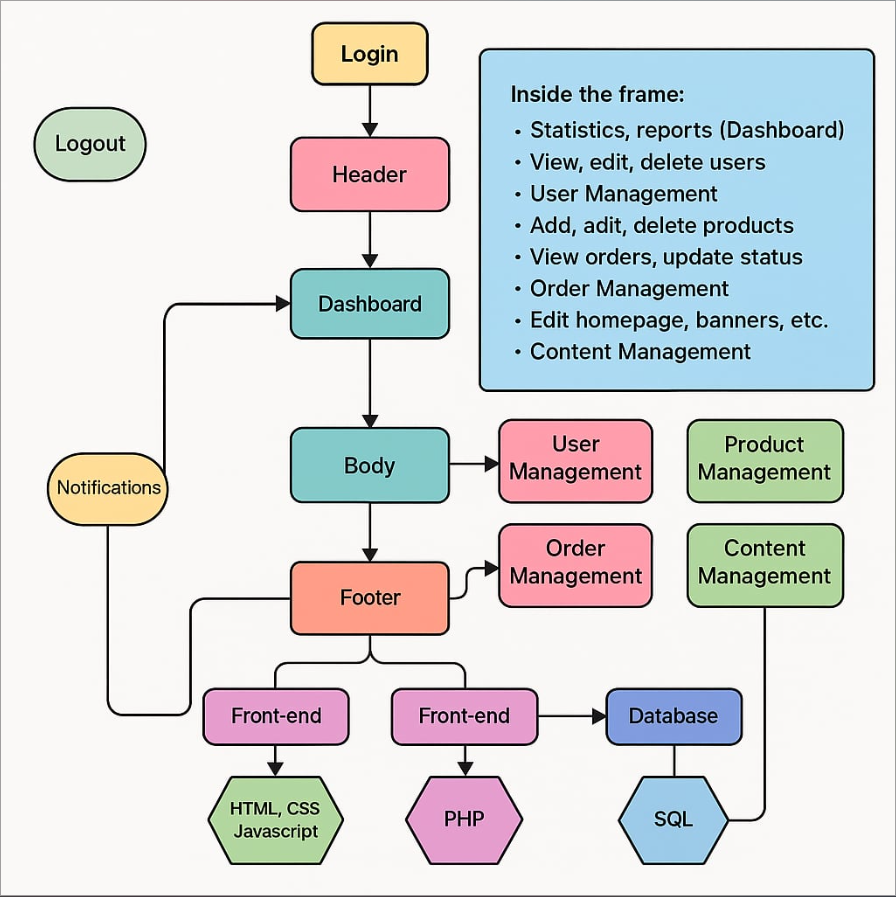 Login
Logout
Header
Dashboard
Inside the frame:
• Statistics, reports (Dashboard)
• View, edit, delete users
• User Management
• Add, adit, delete products
• View orders, update status
• Order Management
• Edit homepage, banners, etc.
• Content Management
Notifications
Body
User
Management
Product
Management
Footer
Order
Management
Content
Management
Front-end
Front-end
Database
HTML, CSS
Javascript
PHP
SQL